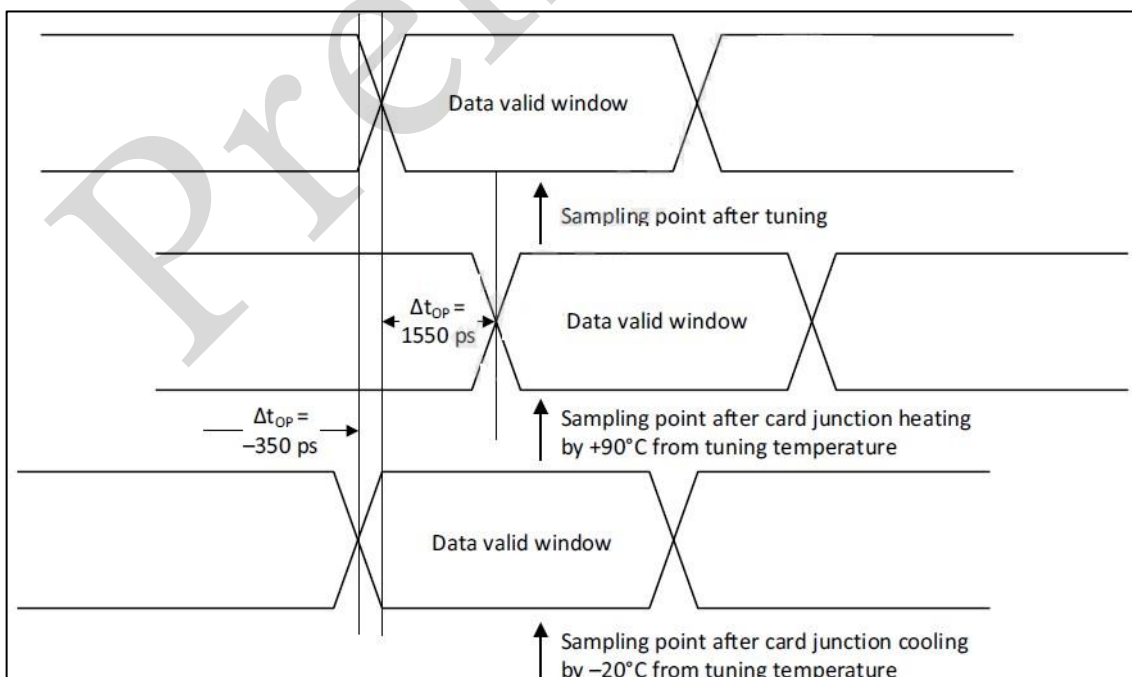 Data valid window
Sampling point after tuning
Δt_OP =
1550 ps
Data valid window
Δt_OP =
–350 ps
Sampling point after card junction heating
by +90°C from tuning temperature
Data valid window
Sampling point after card junction cooling
by –20°C from tuning temperature